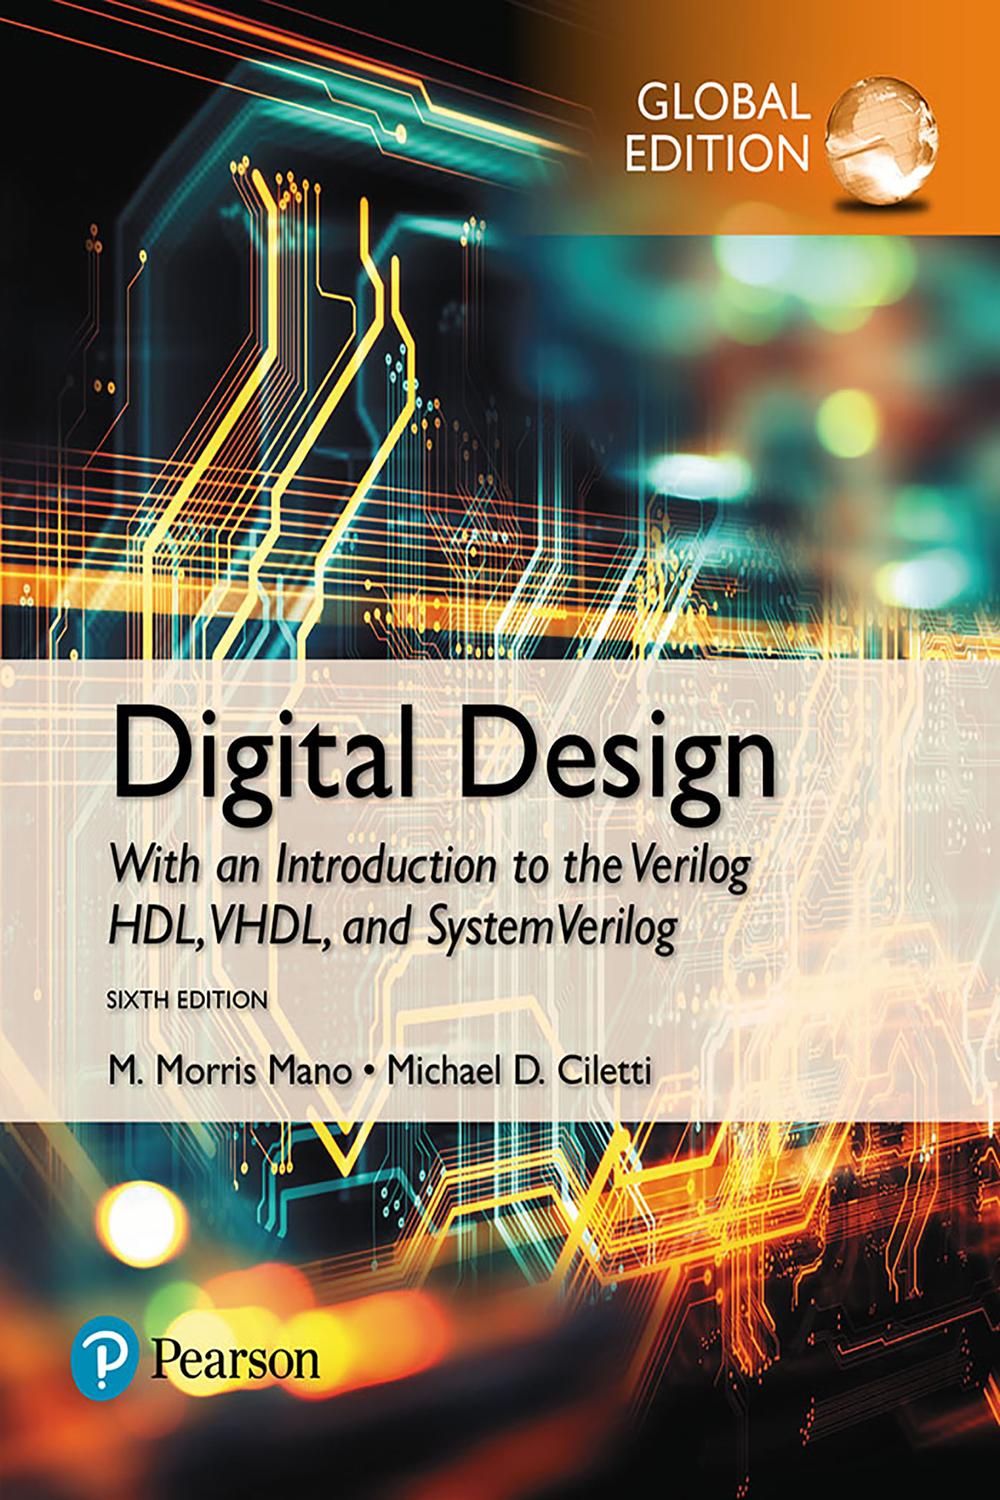 GLOBAL
EDITION
Digital Design
With an Introduction to the Verilog
HDL, VHDL, and SystemVerilog
SIXTH EDITION
M. Morris Mano • Michael D. Ciletti
P Pearson